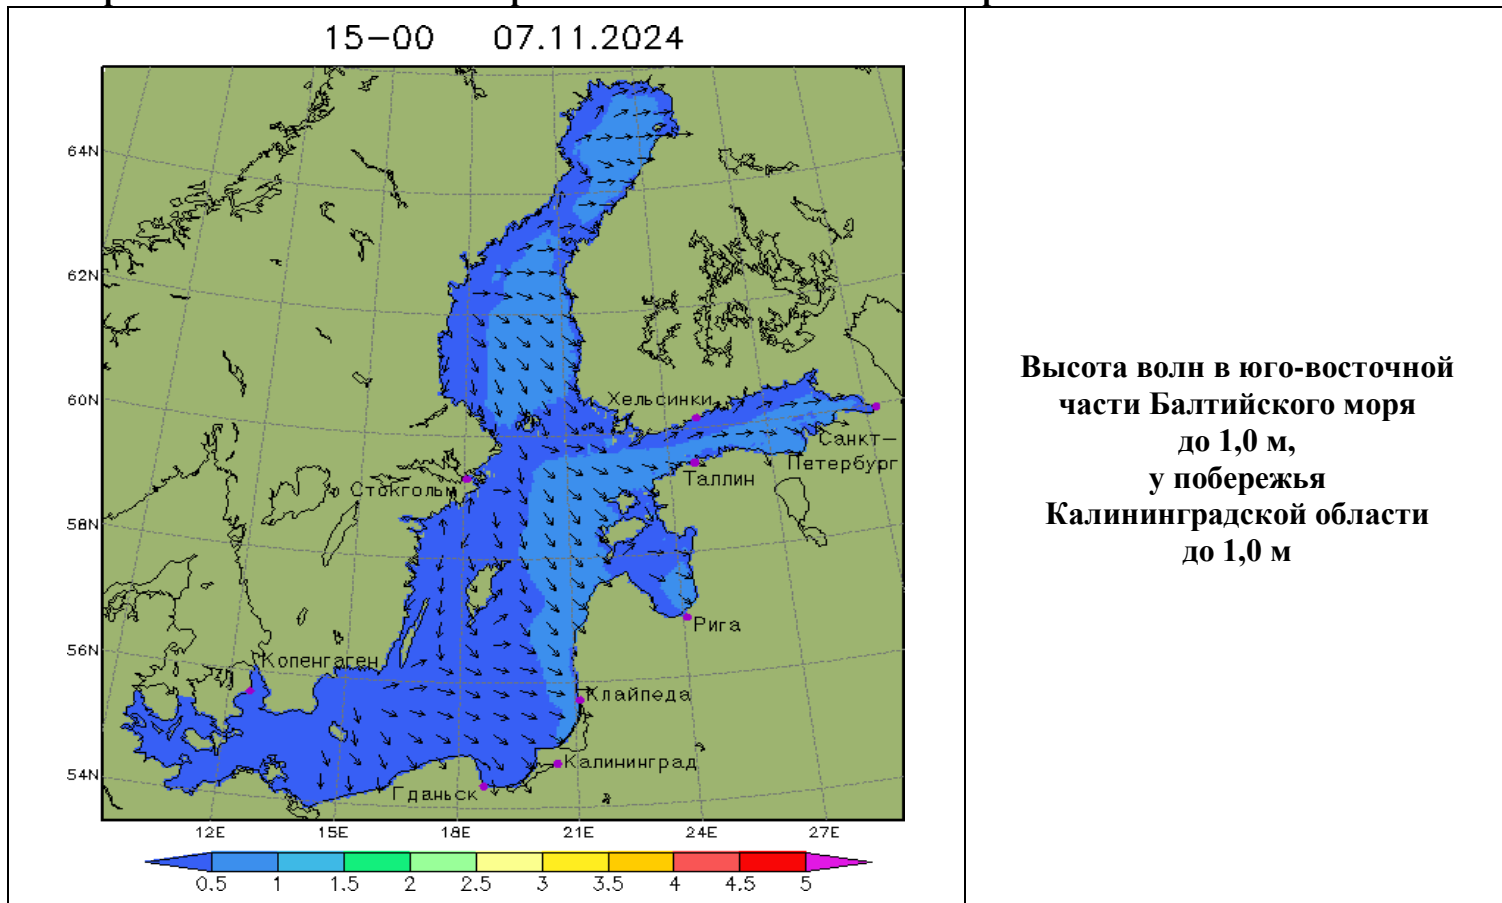 15-00 07.11.2024
64N
62N
60N
58N
56N
54N
Хельсинки
Санкт-
Петербург
Таллин
Стокгольм
Рига
Копенгаген
Клайпеда
Калининград
Гданьск
12E 15E 18E 21E 24E 27E
0.5 1 1.5 2 2.5 3 3.5 4 4.5 5
Высота волн в юго-восточной
части Балтийского моря
до 1,0 м,
у побережья
Калининградской области
до 1,0 м